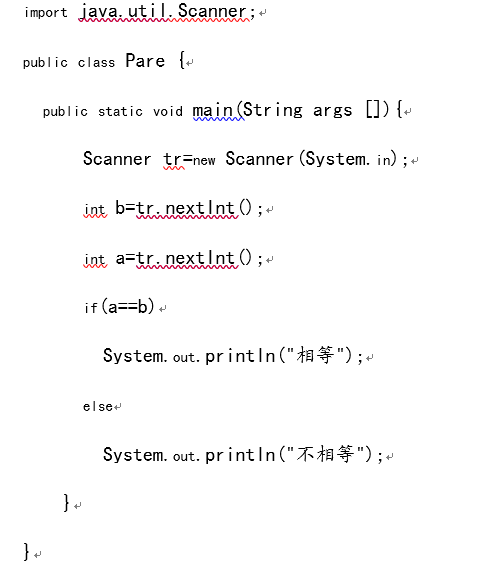 import java.util.Scanner;
public class Pare {
public static void main(String args []){
Scanner tr=new Scanner(System.in);
int b=tr.nextInt();
int a=tr.nextInt();
if(a==b)
System.out.println("相等");
else
System.out.println("不相等");
}
}